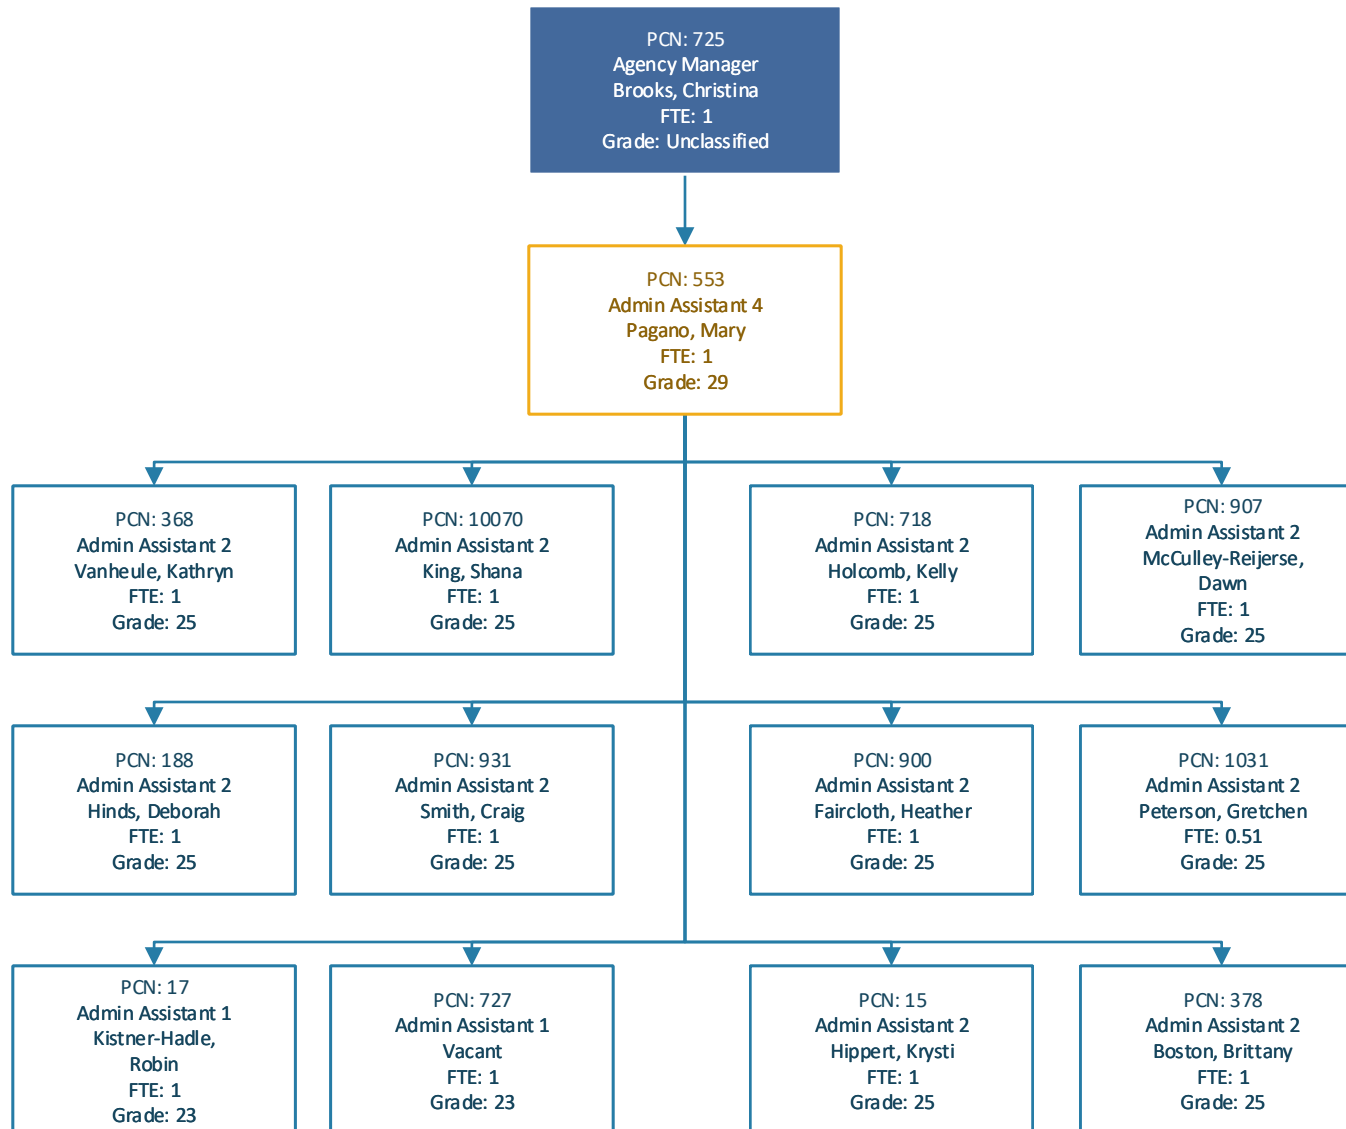 PCN: 725
Agency Manager
Brooks, Christina
FTE: 1
Grade: Unclassified
PCN: 553
Admin Assistant 4
Pagano, Mary
FTE: 1
Grade: 29
PCN: 368
Admin Assistant 2
Vanheule, Kathryn
FTE: 1
Grade: 25
PCN: 10070
Admin Assistant 2
King, Shana
FTE: 1
Grade: 25
PCN: 718
Admin Assistant 2
Holcomb, Kelly
FTE: 1
Grade: 25
PCN: 907
Admin Assistant 2
McCulley-Reijerse,
Dawn
FTE: 1
Grade: 25
PCN: 188
Admin Assistant 2
Hinds, Deborah
FTE: 1
Grade: 25
PCN: 931
Admin Assistant 2
Smith, Craig
FTE: 1
Grade: 25
PCN: 900
Admin Assistant 2
Faircloth, Heather
FTE: 1
Grade: 25
PCN: 1031
Admin Assistant 2
Peterson, Gretchen
FTE: 0.51
Grade: 25
PCN: 17
Admin Assistant 1
Kistner-Hadle,
Robin
FTE: 1
Grade: 23
PCN: 727
Admin Assistant 1
Vacant
FTE: 1
Grade: 23
PCN: 15
Admin Assistant 2
Hippert, Krysti
FTE: 1
Grade: 25
PCN: 378
Admin Assistant 2
Boston, Brittany
FTE: 1
Grade: 25